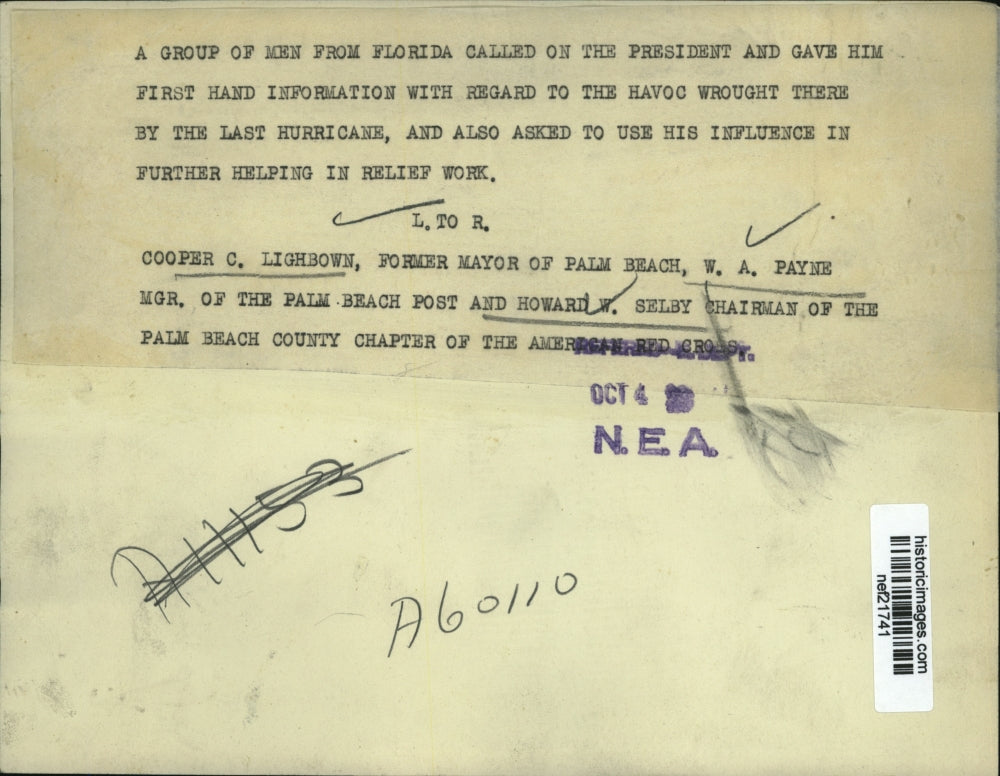 A GROUP OF MEN FROM FLORIDA CALLED ON THE PRESIDENT AND GAVE HIM
FIRST HAND INFORMATION WITH REGARD TO THE HAVOC WROUGHT THERE
BY THE LAST HURRICANE, AND ALSO ASKED TO USE HIS INFLUENCE IN
FURTHER HELPING IN RELIEF WORK.
L. TO R.
COOPER C. LIGHBOWN, FORMER MAYOR OF PALM BEACH, W. A. PAYNE
MGR. OF THE PALM BEACH POST AND HOWARD W. SELBY CHAIRMAN OF THE
PALM BEACH COUNTY CHAPTER OF THE AMERICAN RED CROSS.
OCT 4
N.E.A.
A1153
A60110
historicimages.com
nef21741